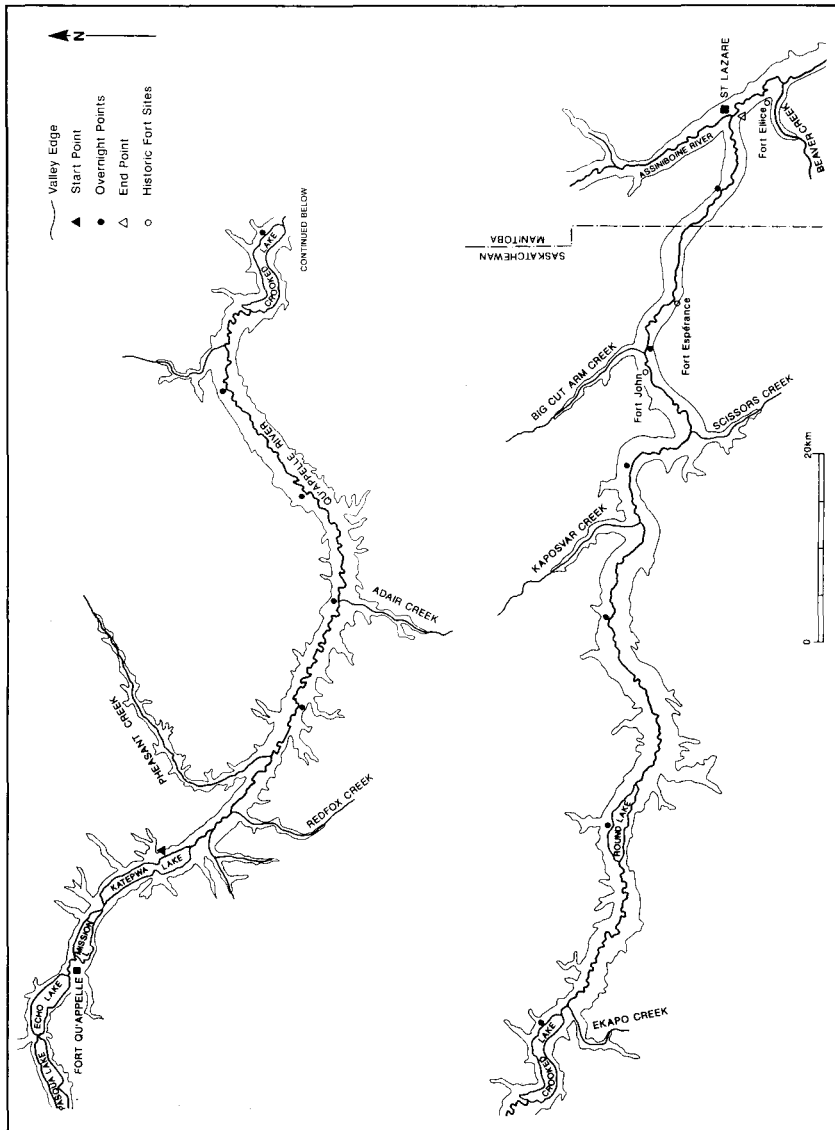 N
Valley Edge
Start Point
Overnight Points
End Point
Historic Fort Sites
PASQUA LAKE
ECHO LAKE
FORT QU'APPELLE
MISSION
KATEPWA LAKE
PHEASANT CREEK
REDFOX CREEK
ADAIR CREEK
QU'APPELLE RIVER
CROOKED LAKE
CONTINUED BELOW
CROOKED LAKE
EKAPO CREEK
ROUND LAKE
KAPOSVAR CREEK
SCISSORS CREEK
BIG CUT ARM CREEK
Fort John
Fort Espérance
SASKATCHEWAN
MANITOBA
ASSINIBOINE RIVER
ST LAZARE
Fort Ellice
BEAVER CREEK
0
20km